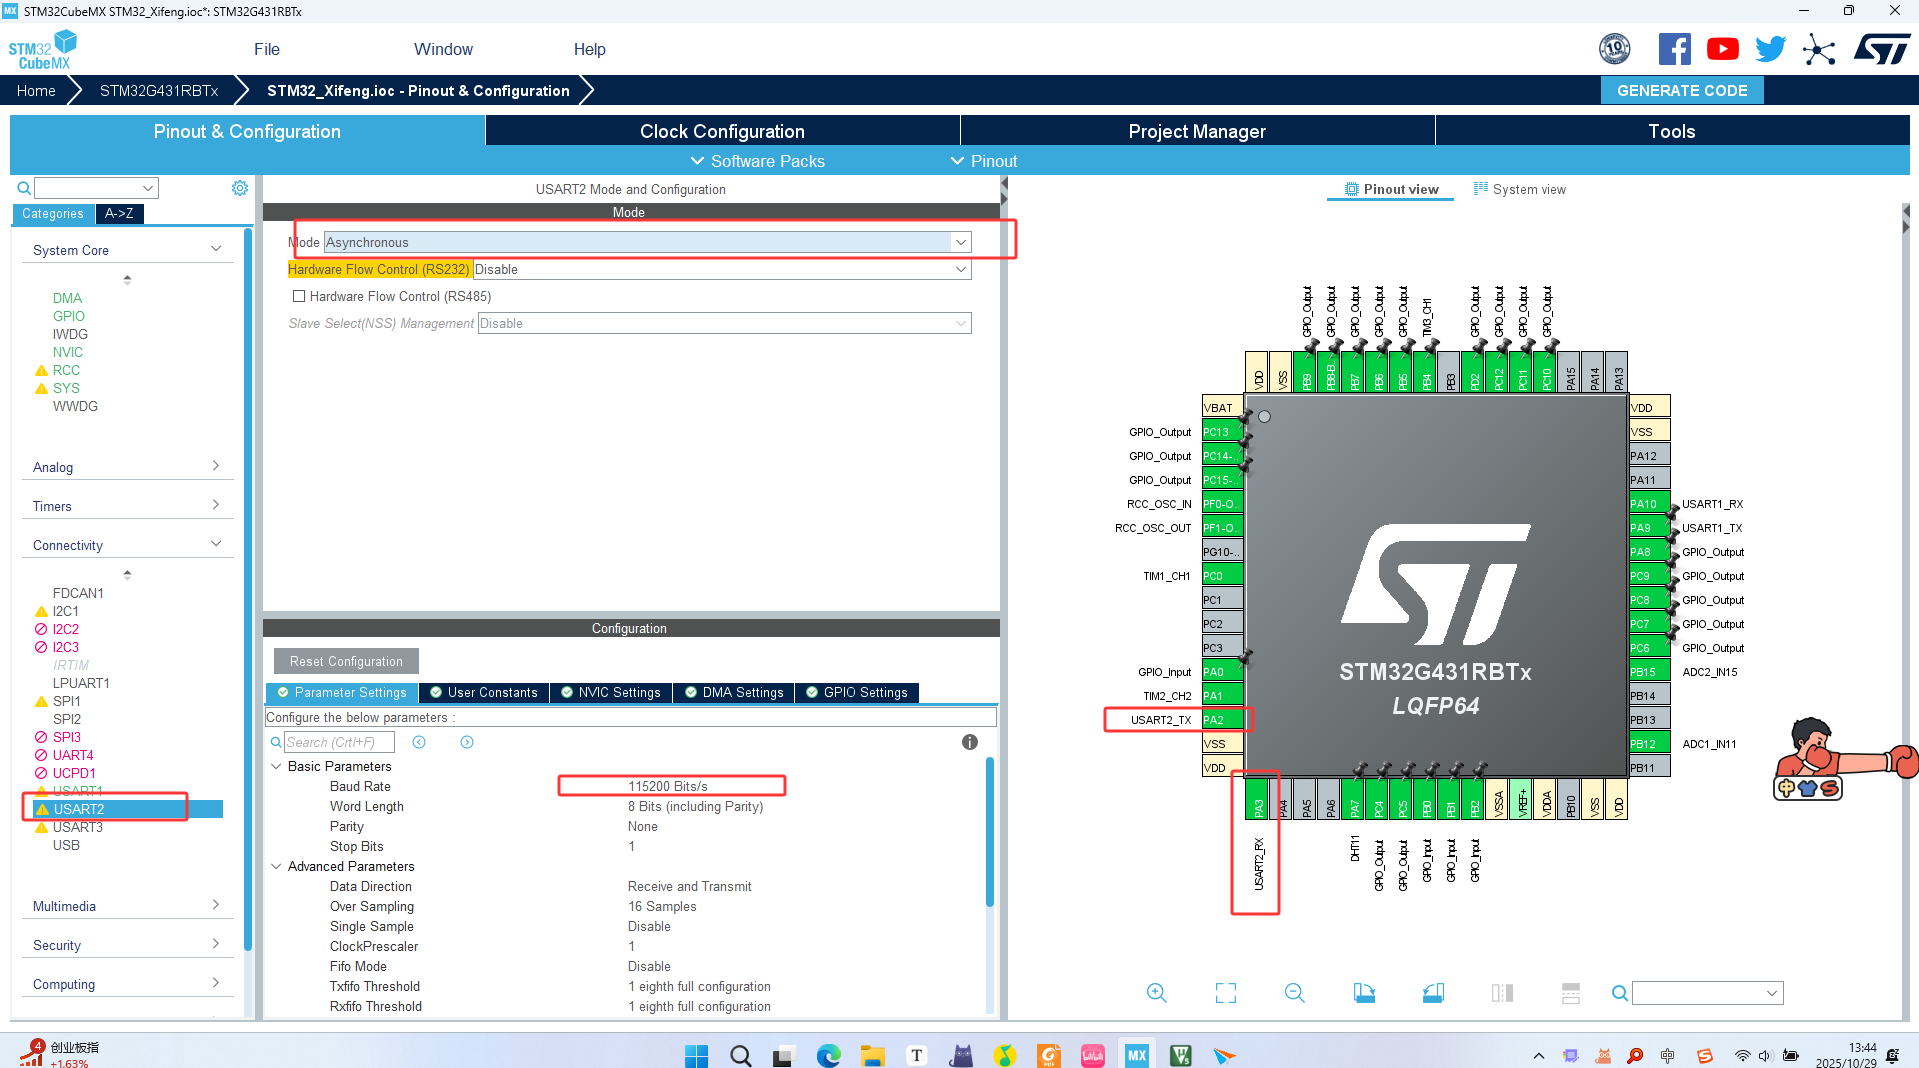 STM32CubeMX STM32_Xifeng.ioc*: STM32G431RBTx
STM32
CubeMX
File
Window
Help
10
Home
STM32G431RBTx
STM32_Xifeng.ioc - Pinout & Configuration
GENERATE CODE
Pinout & Configuration
Clock Configuration
Project Manager
Tools
Software Packs
Pinout
Categories
A->Z
System Core
DMA
GPIO
IWDG
NVIC
RCC
SYS
WWDG
Analog
Timers
Connectivity
FDCAN1
I2C1
I2C2
I2C3
IRTIM
LPUART1
SPI1
SPI2
SPI3
UART4
UCPD1
USART1
USART2
USART3
USB
Multimedia
Security
Computing
USART2 Mode and Configuration
Mode
Mode Asynchronous
Hardware Flow Control (RS232) Disable
Hardware Flow Control (RS485)
Slave Select(NSS) Management Disable
Configuration
Reset Configuration
Parameter Settings
User Constants
NVIC Settings
DMA Settings
GPIO Settings
Configure the below parameters :
Search (Crtl+F)
Basic Parameters
Baud Rate 115200 Bits/s
Word Length 8 Bits (including Parity)
Parity None
Stop Bits 1
Advanced Parameters
Data Direction Receive and Transmit
Over Sampling 16 Samples
Single Sample Disable
ClockPrescaler 1
Fifo Mode Disable
Txfifo Threshold 1 eighth full configuration
Rxfifo Threshold 1 eighth full configuration
Pinout view
System view
GPIO_Output
GPIO_Output
GPIO_Output
GPIO_Output
GPIO_Output
TIM3_CH1
GPIO_Output
GPIO_Output
GPIO_Output
GPIO_Output
VDD
VSS
PB9
PB8-B..
PB7
PB6
PB5
PB4
PB3
PD2
PC12
PC11
PC10
PA15
PA14
PA13
VBAT
GPIO_Output PC13
GPIO_Output PC14-..
GPIO_Output PC15-..
RCC_OSC_IN PF0-O..
RCC_OSC_OUT PF1-O..
PG10-..
TIM1_CH1 PC0
PC1
PC2
PC3
GPIO_Input PA0
TIM2_CH2 PA1
USART2_TX PA2
VSS
VDD
STM32G431RBTx
LQFP64
VDD
VSS
PA12
PA11
PA10 USART1_RX
PA9 USART1_TX
PA8 GPIO_Output
PC9 GPIO_Output
PC8 GPIO_Output
PC7 GPIO_Output
PC6 GPIO_Output
PB15 ADC2_IN15
PB14
PB13
PB12 ADC1_IN11
PB11
PA3
PA4
PA5
PA6
PA7
PC4
PC5
PB0
PB1
PB2
VSSA
VREF+
VDDA
PB10
VSS
VDD
USART2_RX
DHT11
GPIO_Output
GPIO_Output
GPIO_Input
GPIO_Input
GPIO_Input
中
4
创业板指
+1.63%
T
MX
中
13:44
2025/10/29